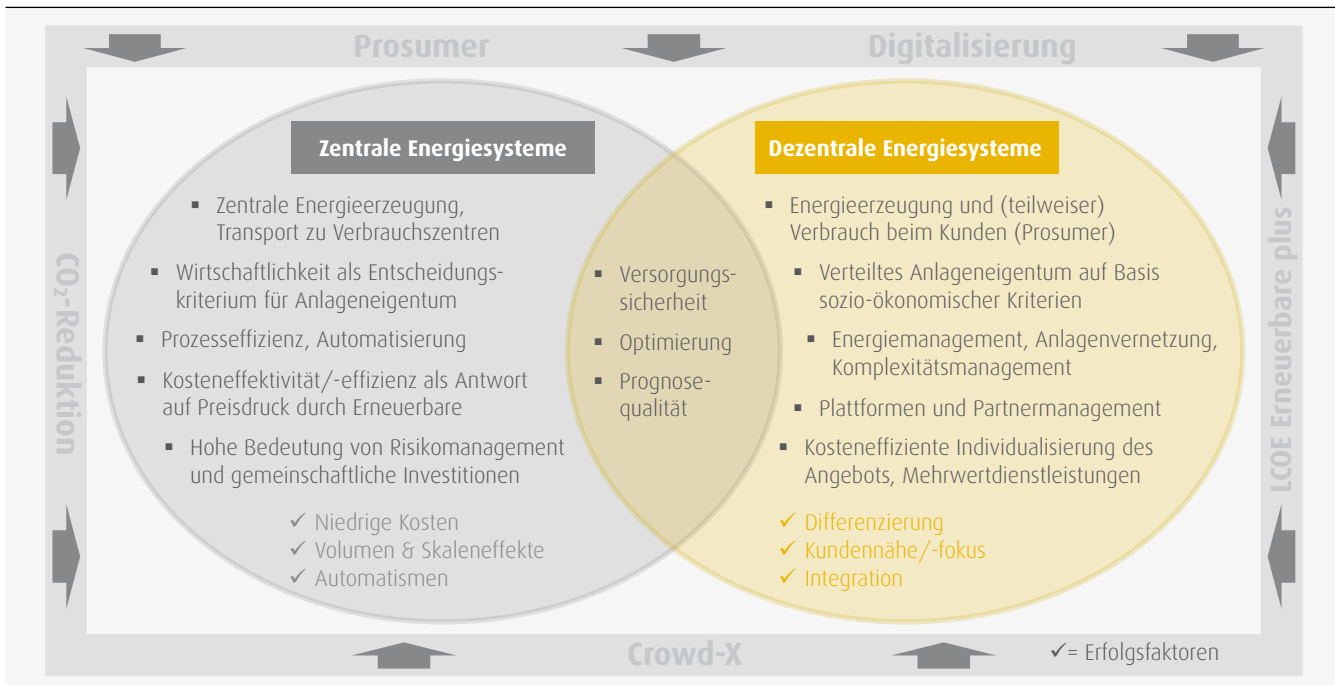 Prosumer
Digitalisierung
CO₂-Reduktion
Zentrale Energiesysteme
▪ Zentrale Energieerzeugung,
Transport zu Verbrauchszentren
▪ Wirtschaftlichkeit als Entscheidungs-
kriterium für Anlageneigentum
▪ Prozesseffizienz, Automatisierung
▪ Kosteneffektivität/-effizienz als Antwort
auf Preisdruck durch Erneuerbare
▪ Hohe Bedeutung von Risikomanagement
und gemeinschaftliche Investitionen
✓ Niedrige Kosten
✓ Volumen & Skaleneffekte
✓ Automatismen
▪ Versorgungs-
sicherheit
▪ Optimierung
▪ Prognose-
qualität
Dezentrale Energiesysteme
▪ Energieerzeugung und (teilweiser)
Verbrauch beim Kunden (Prosumer)
▪ Verteiltes Anlageneigentum auf Basis
sozio-ökonomischer Kriterien
▪ Energiemanagement, Anlagenvernetzung,
Komplexitätsmanagement
▪ Plattformen und Partnermanagement
▪ Kosteneffiziente Individualisierung des
Angebots, Mehrwertdienstleistungen
✓ Differenzierung
✓ Kundennähe/-fokus
✓ Integration
LCOE Erneuerbare plus
Crowd-X
✓= Erfolgsfaktoren